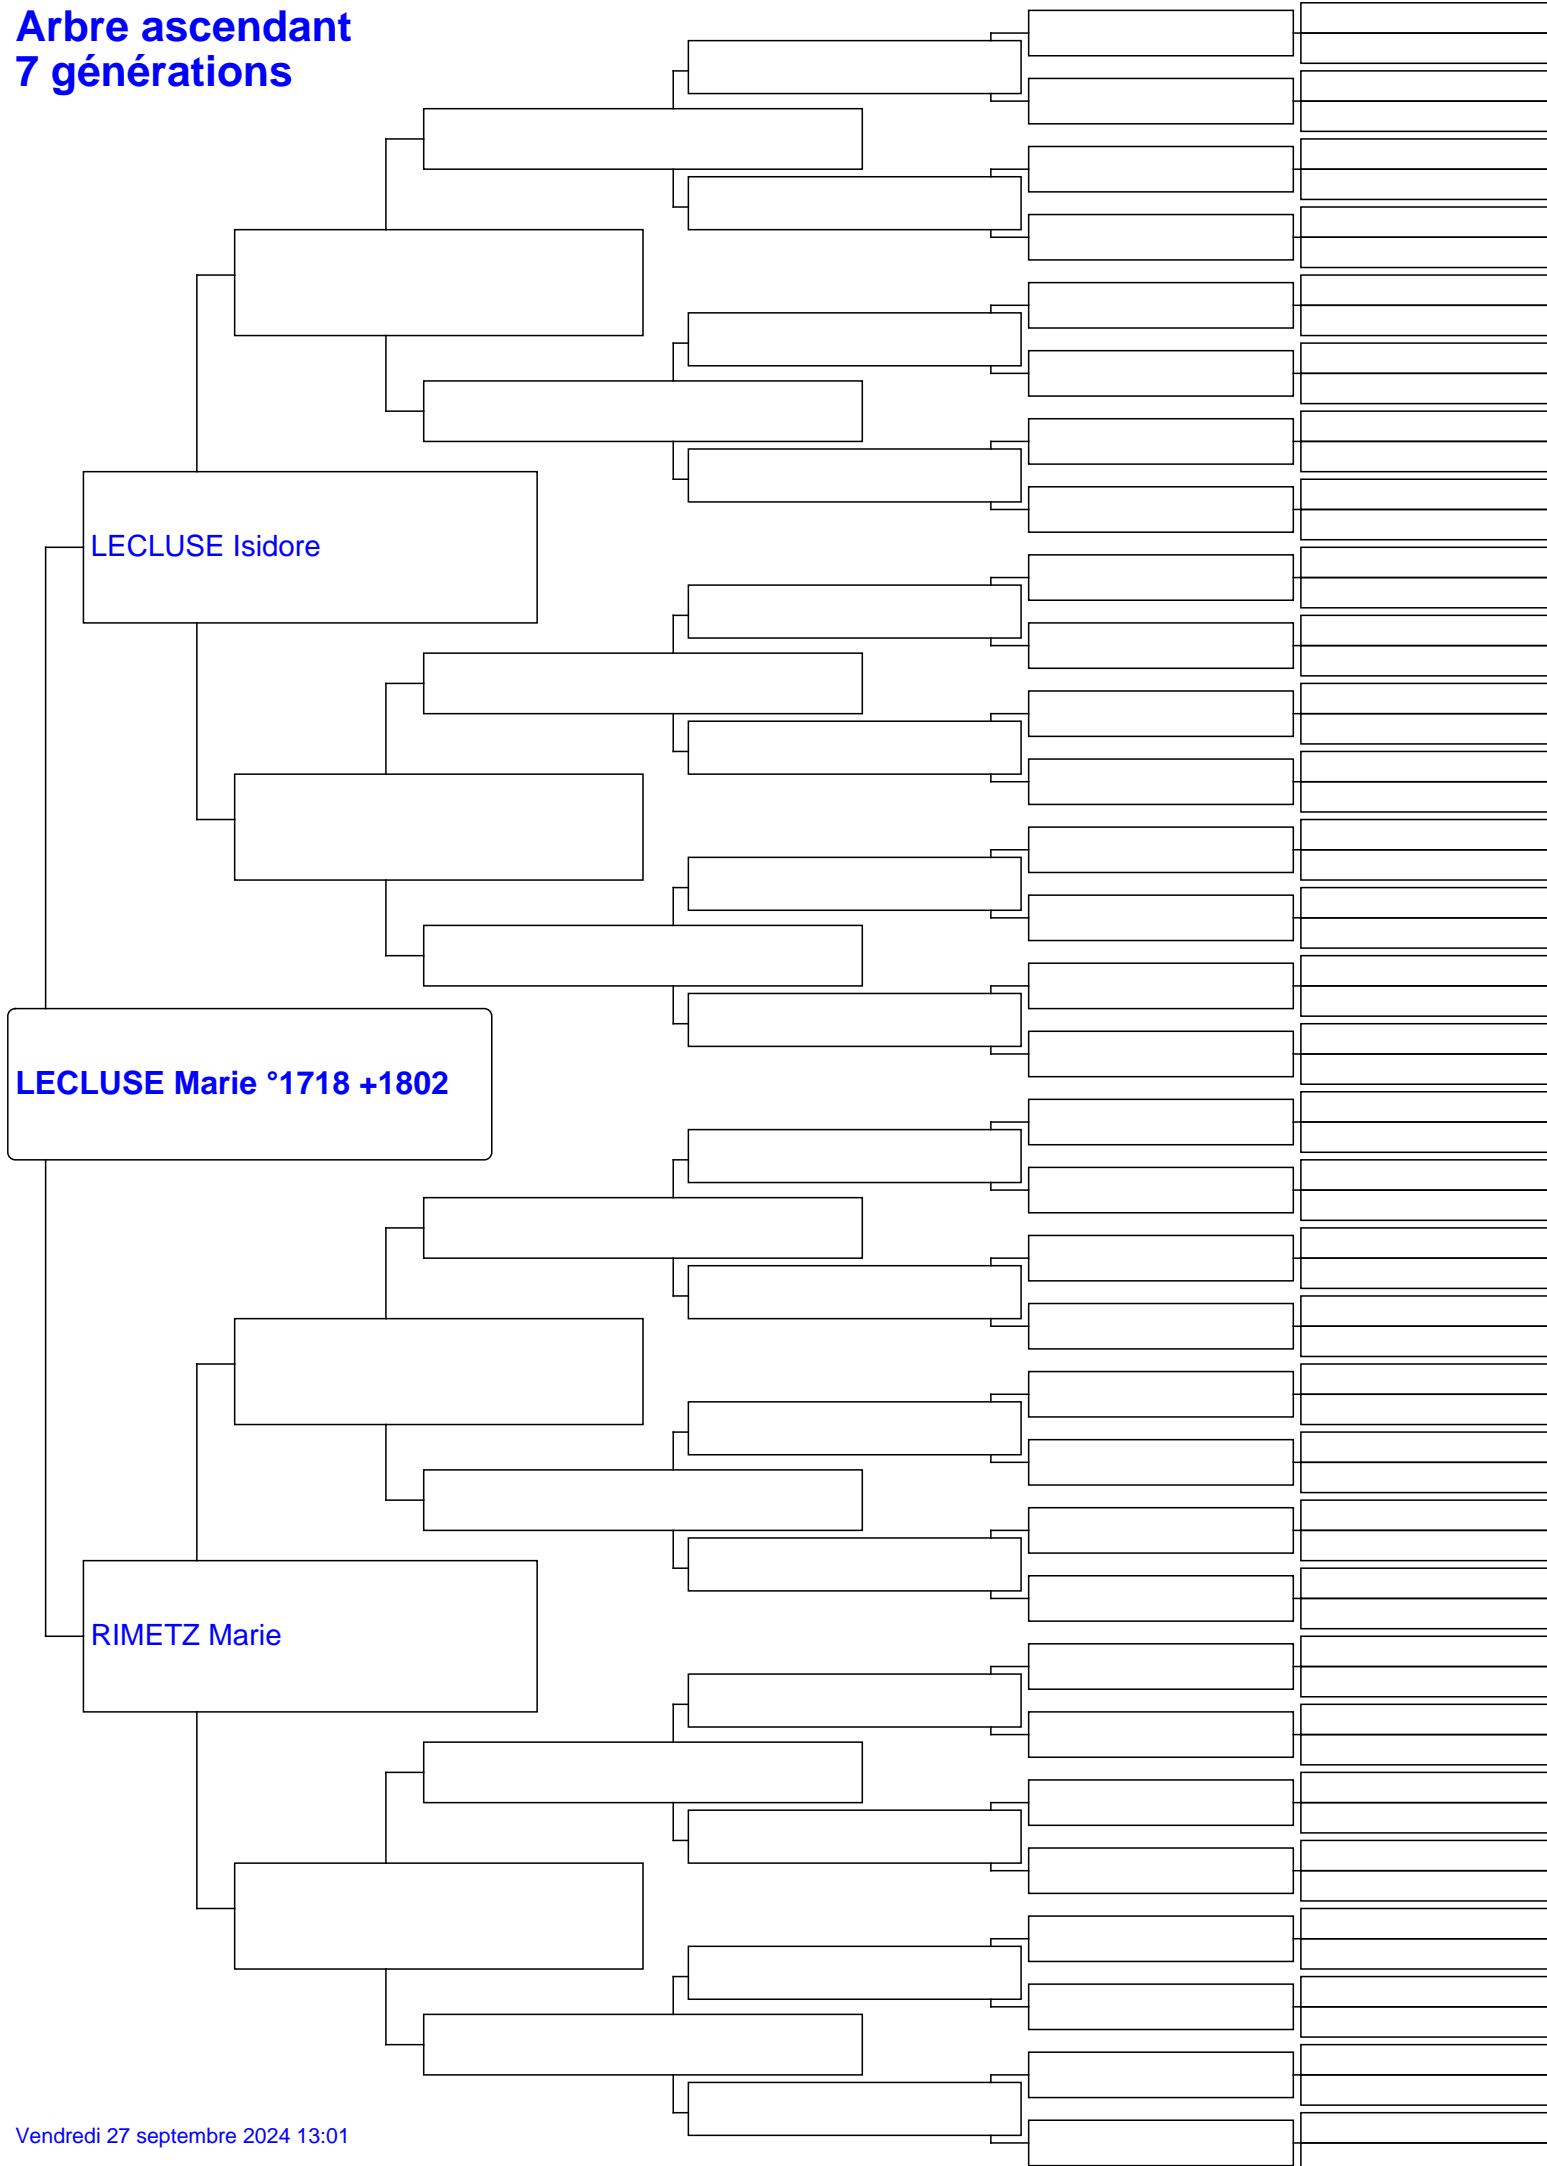 Arbre ascendant
7 générations
LECLUSE Isidore
LECLUSE Marie °1718 +1802
RIMETZ Marie
Vendredi 27 septembre 2024 13:01